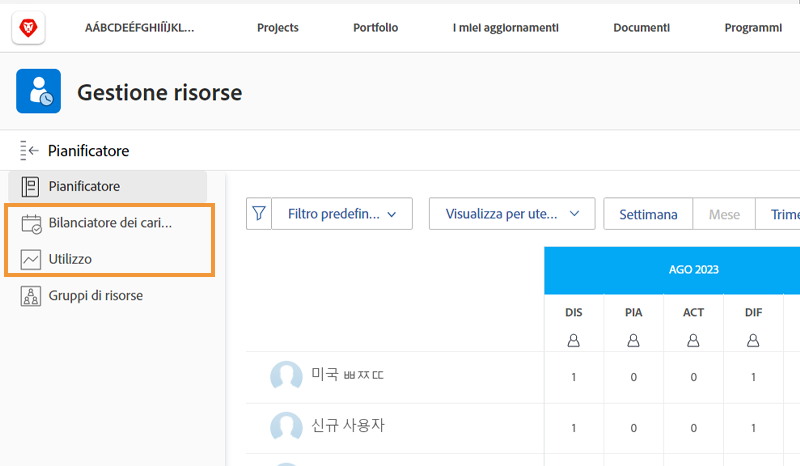 AÁBCDEÉFGHIÍÏJKL... Projects Portfolio I miei aggiornamenti Documenti Programmi
Gestione risorse
Pianificatore
Pianificatore
Bilanciatore dei cari...
Utilizzo
Gruppi di risorse
Filtro predefin... Visualizza per ute... Settimana Mese Trime
AGO 2023
DIS PIA ACT DIF
미국 ㅃㅉㄸ 1 0 0 1
신규 사용자 1 0 0 1